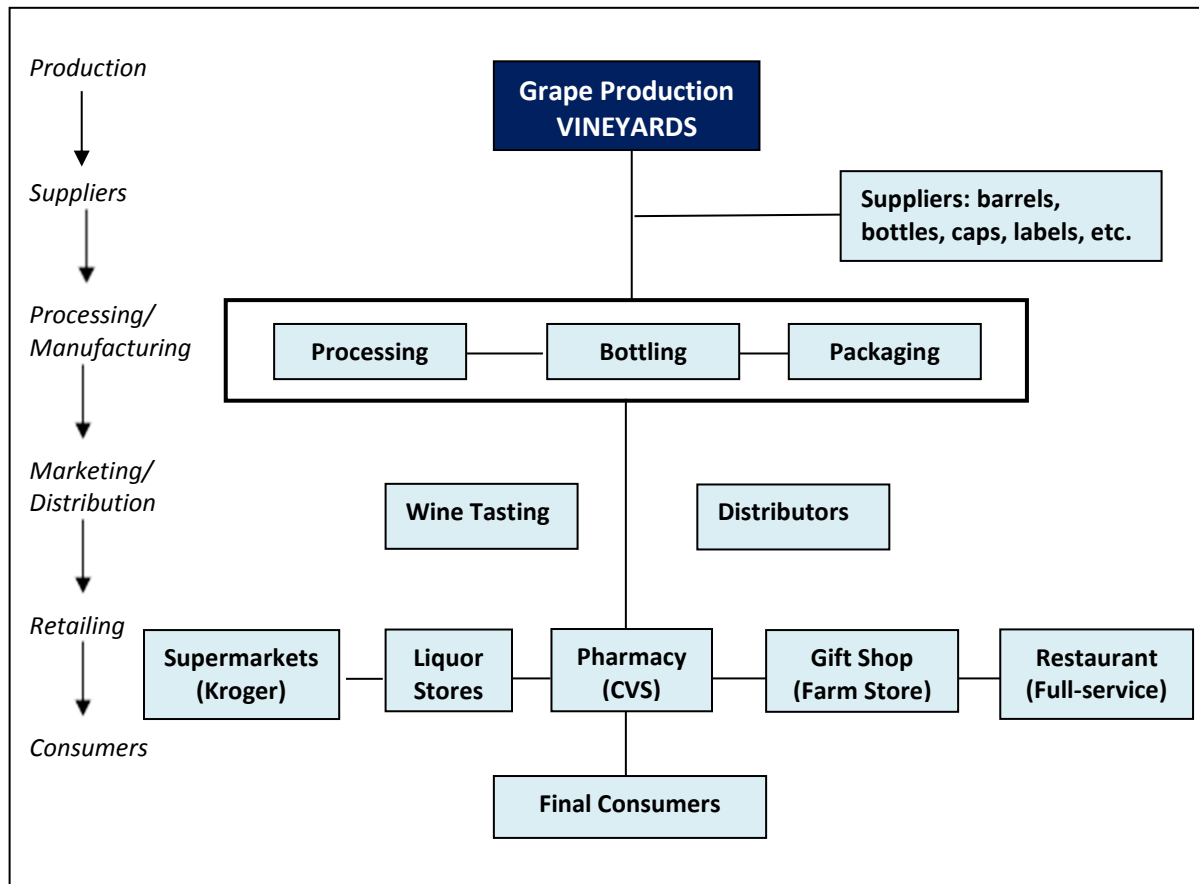 Production
Grape Production
VINEYARDS
Suppliers
Suppliers: barrels,
bottles, caps, labels, etc.
Processing/
Manufacturing
Processing
Bottling
Packaging
Marketing/
Distribution
Wine Tasting
Distributors
Retailing
Supermarkets
(Kroger)
Liquor
Stores
Pharmacy
(CVS)
Gift Shop
(Farm Store)
Restaurant
(Full-service)
Consumers
Final Consumers